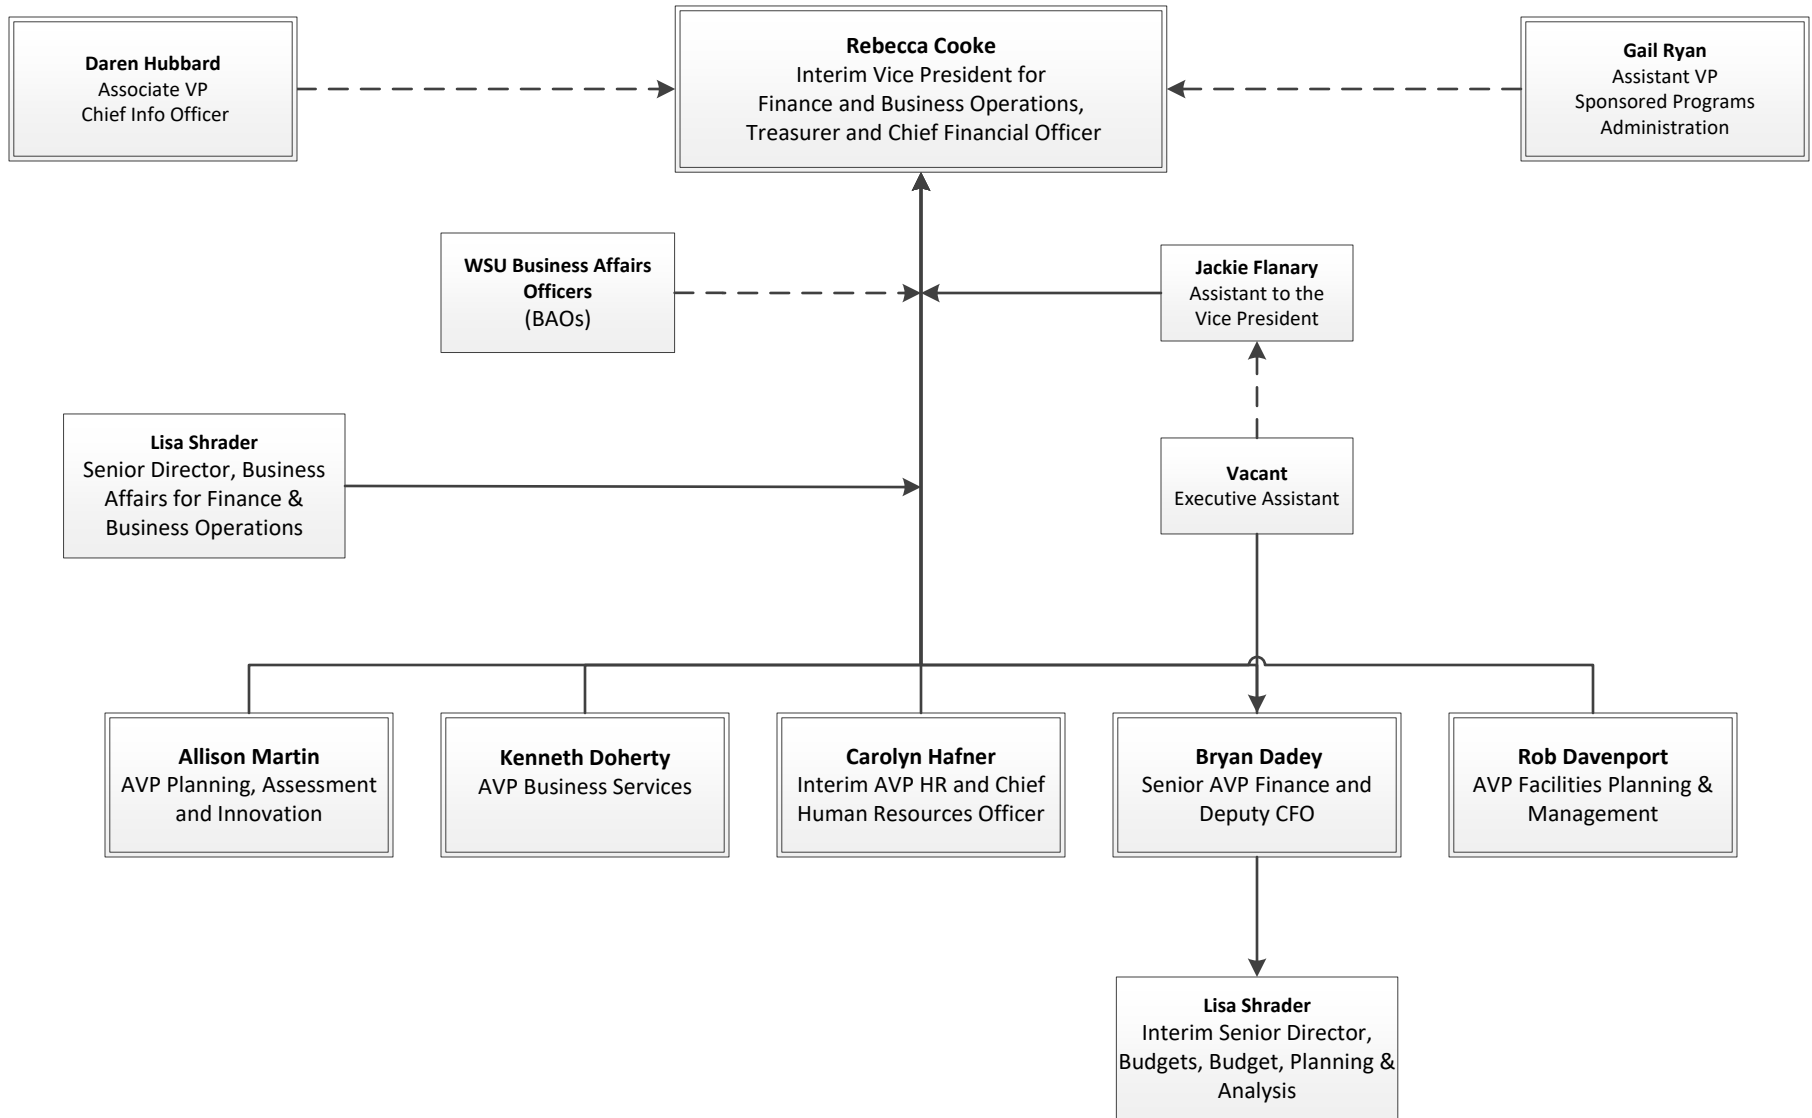 Daren Hubbard
Associate VP
Chief Info Officer
Rebecca Cooke
Interim Vice President for
Finance and Business Operations,
Treasurer and Chief Financial Officer
Gail Ryan
Assistant VP
Sponsored Programs
Administration
WSU Business Affairs
Officers
(BAOs)
Jackie Flanary
Assistant to the
Vice President
Lisa Shrader
Senior Director, Business
Affairs for Finance &
Business Operations
Vacant
Executive Assistant
Allison Martin
AVP Planning, Assessment
and Innovation
Kenneth Doherty
AVP Business Services
Carolyn Hafner
Interim AVP HR and Chief
Human Resources Officer
Bryan Dadey
Senior AVP Finance and
Deputy CFO
Rob Davenport
AVP Facilities Planning &
Management
Lisa Shrader
Interim Senior Director,
Budgets, Budget, Planning &
Analysis